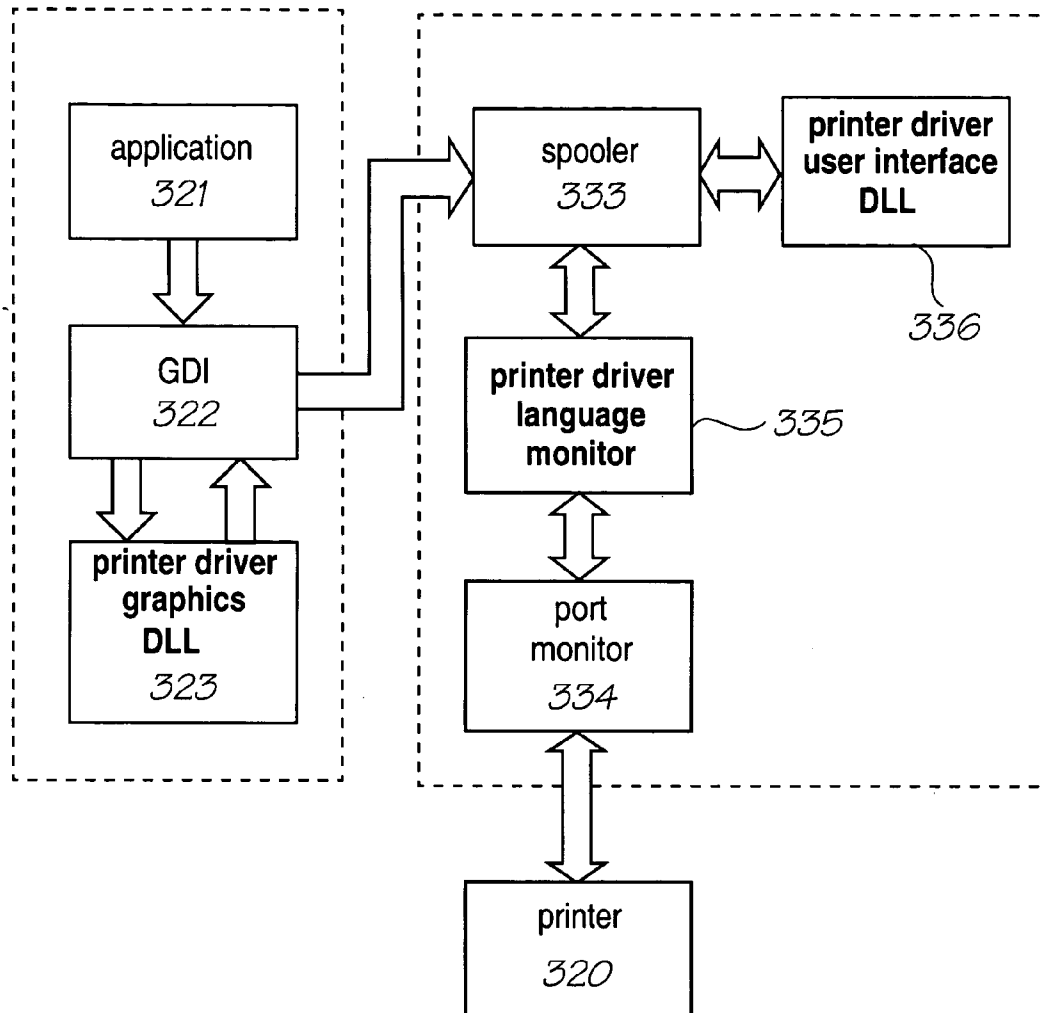 application
321
GDI
322
printer driver
graphics
DLL
323
spooler
333
printer driver
user interface
DLL
336
printer driver
language
monitor
335
port
monitor
334
printer
320